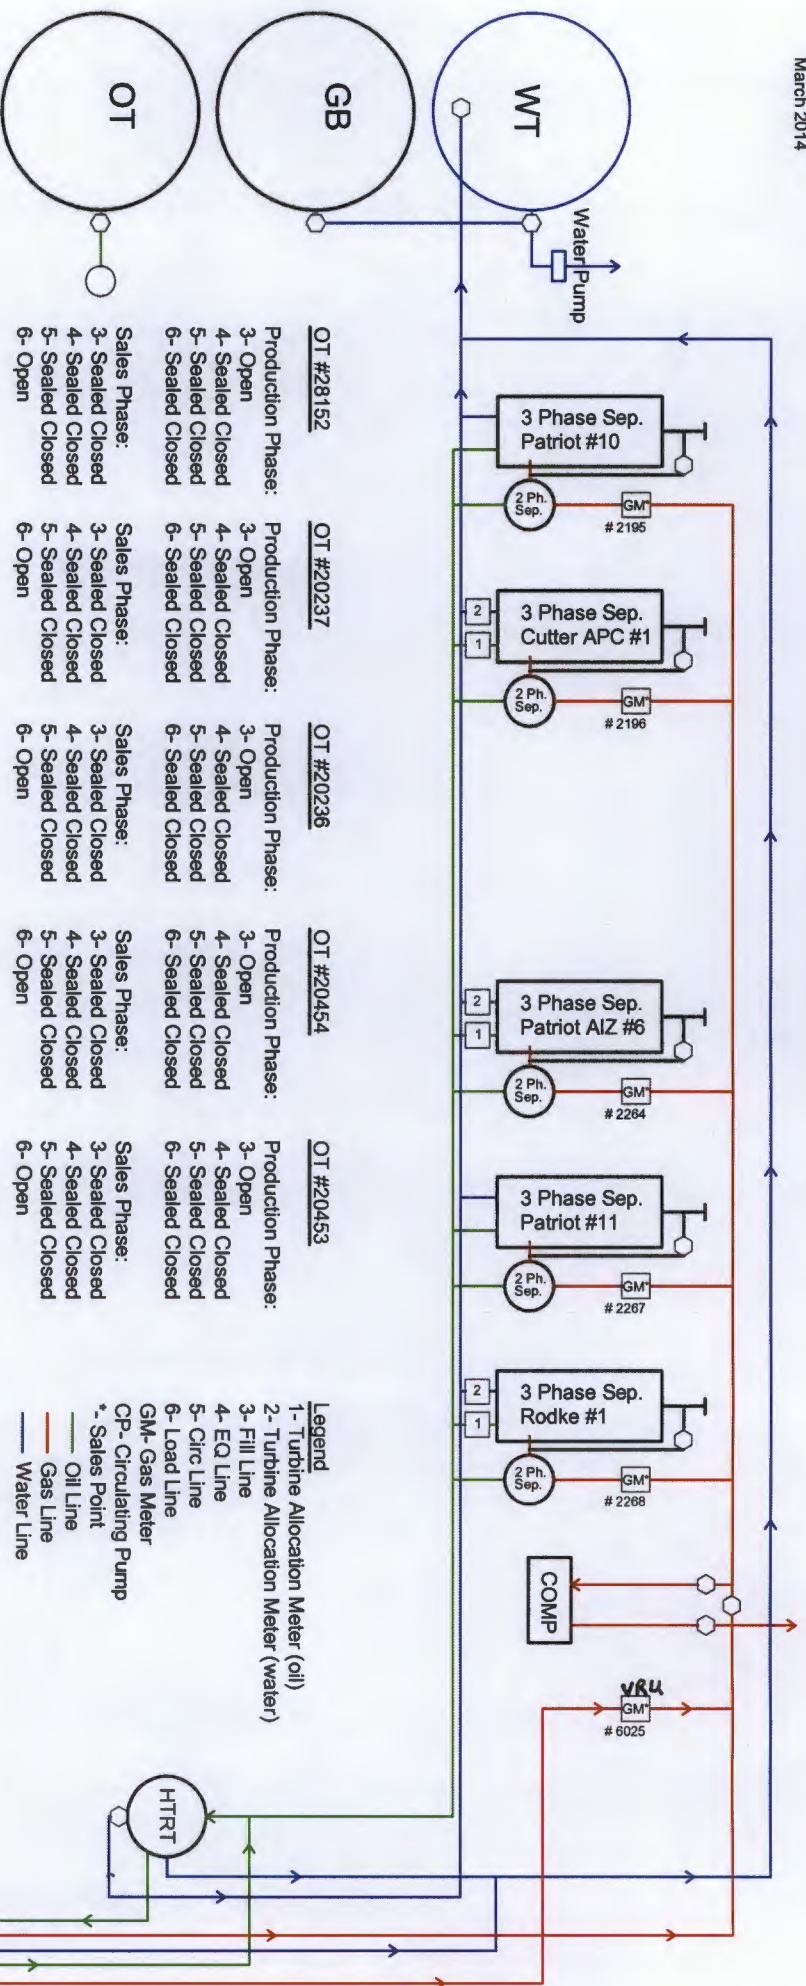 March 2014
WT
GB
OT
Water Pump
3 Phase Sep.
Patriot #10
2 Ph.
Sep.
GM*
# 2195
3 Phase Sep.
Cutter APC #1
2
1
2 Ph.
Sep.
GM*
# 2196
3 Phase Sep.
Patriot AIZ #6
2
1
2 Ph.
Sep.
GM*
# 2264
3 Phase Sep.
Patriot #11
2 Ph.
Sep.
GM*
# 2267
3 Phase Sep.
Rodke #1
2
1
2 Ph.
Sep.
GM*
# 2268
COMP
VRU
GM*
# 6025
HTRT
OT #28152
Production Phase:
3- Open
4- Sealed Closed
5- Sealed Closed
6- Sealed Closed
Sales Phase:
3- Sealed Closed
4- Sealed Closed
5- Sealed Closed
6- Open
OT #20237
Production Phase:
3- Open
4- Sealed Closed
5- Sealed Closed
6- Sealed Closed
Sales Phase:
3- Sealed Closed
4- Sealed Closed
5- Sealed Closed
6- Open
OT #20236
Production Phase:
3- Open
4- Sealed Closed
5- Sealed Closed
6- Sealed Closed
Sales Phase:
3- Sealed Closed
4- Sealed Closed
5- Sealed Closed
6- Open
OT #20454
Production Phase:
3- Open
4- Sealed Closed
5- Sealed Closed
6- Sealed Closed
Sales Phase:
3- Sealed Closed
4- Sealed Closed
5- Sealed Closed
6- Open
OT #20453
Production Phase:
3- Open
4- Sealed Closed
5- Sealed Closed
6- Sealed Closed
Sales Phase:
3- Sealed Closed
4- Sealed Closed
5- Sealed Closed
6- Open
Legend
1- Turbine Allocation Meter (oil)
2- Turbine Allocation Meter (water)
3- Fill Line
4- EQ Line
5- Circ Line
6- Load Line
GM- Gas Meter
CP- Circulating Pump
*- Sales Point
Oil Line
Gas Line
Water Line